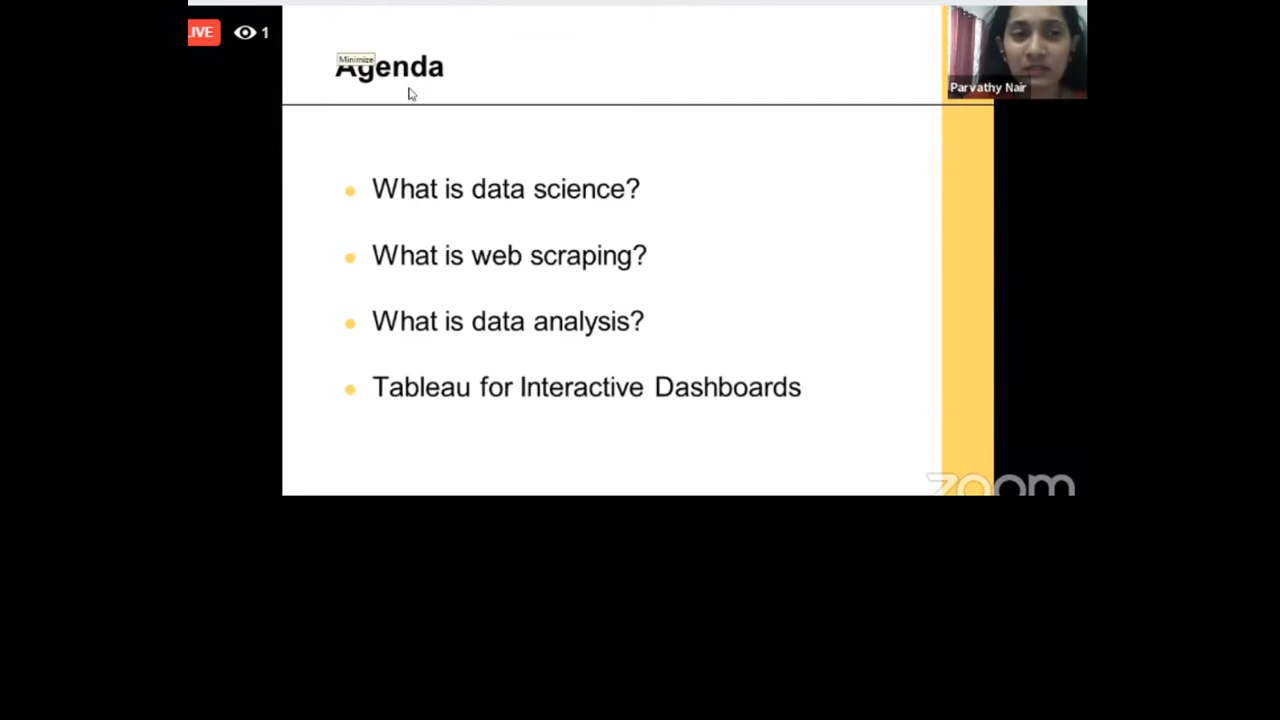 LIVE
1
Minimize
Agenda
Parvathy Nair
What is data science?
What is web scraping?
What is data analysis?
Tableau for Interactive Dashboards
zoom